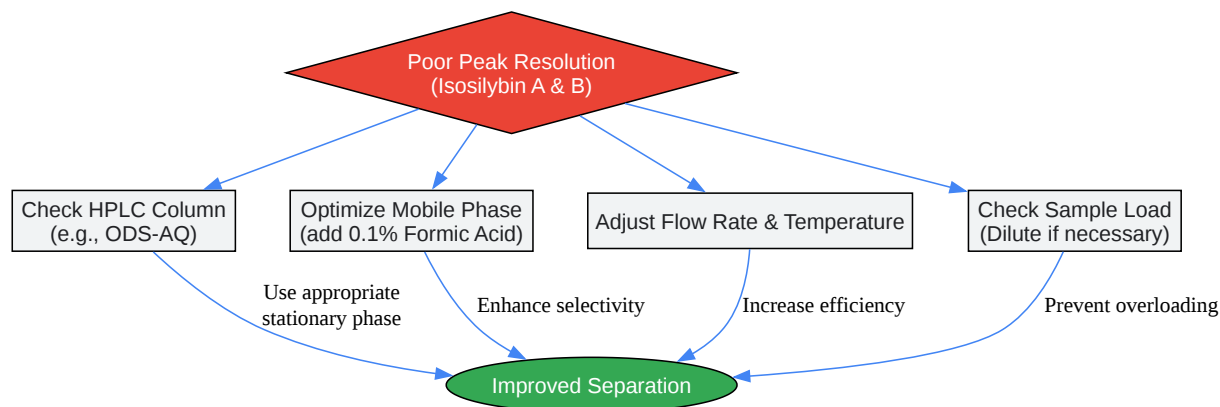 Poor Peak Resolution
(Isosilybin A & B)
Check HPLC Column
(e.g., ODS-AQ)
Optimize Mobile Phase
(add 0.1% Formic Acid)
Adjust Flow Rate & Temperature
Check Sample Load
(Dilute if necessary)
Use appropriate
stationary phase
Enhance selectivity
Increase efficiency
Prevent overloading
Improved Separation